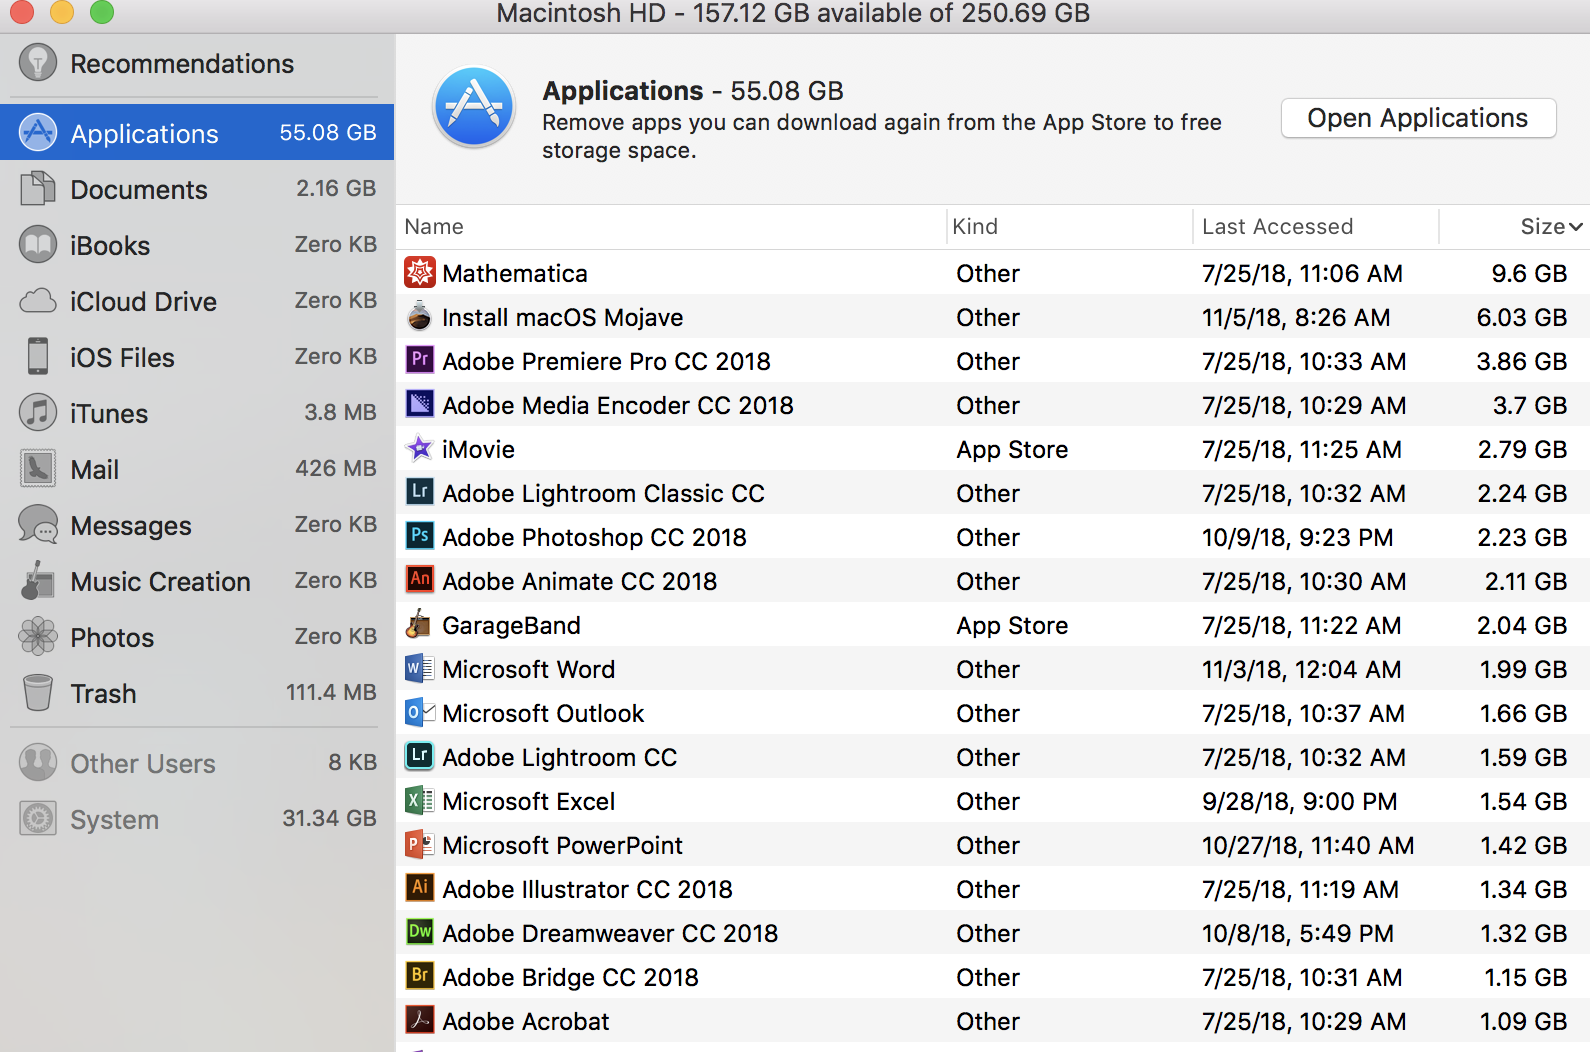 Macintosh HD - 157.12 GB available of 250.69 GB
Recommendations
Applications 55.08 GB
Documents 2.16 GB
iBooks Zero KB
iCloud Drive Zero KB
iOS Files Zero KB
iTunes 3.8 MB
Mail 426 MB
Messages Zero KB
Music Creation Zero KB
Photos Zero KB
Trash 111.4 MB
Other Users 8 KB
System 31.34 GB
Applications - 55.08 GB
Remove apps you can download again from the App Store to free
storage space.
Open Applications
Name Kind Last Accessed Size
Mathematica Other 7/25/18, 11:06 AM 9.6 GB
Install macOS Mojave Other 11/5/18, 8:26 AM 6.03 GB
Pr Adobe Premiere Pro CC 2018 Other 7/25/18, 10:33 AM 3.86 GB
Adobe Media Encoder CC 2018 Other 7/25/18, 10:29 AM 3.7 GB
iMovie App Store 7/25/18, 11:25 AM 2.79 GB
Lr Adobe Lightroom Classic CC Other 7/25/18, 10:32 AM 2.24 GB
Ps Adobe Photoshop CC 2018 Other 10/9/18, 9:23 PM 2.23 GB
An Adobe Animate CC 2018 Other 7/25/18, 10:30 AM 2.11 GB
GarageBand App Store 7/25/18, 11:22 AM 2.04 GB
W Microsoft Word Other 11/3/18, 12:04 AM 1.99 GB
O Microsoft Outlook Other 7/25/18, 10:37 AM 1.66 GB
Lr Adobe Lightroom CC Other 7/25/18, 10:32 AM 1.59 GB
X Microsoft Excel Other 9/28/18, 9:00 PM 1.54 GB
P Microsoft PowerPoint Other 10/27/18, 11:40 AM 1.42 GB
Ai Adobe Illustrator CC 2018 Other 7/25/18, 11:19 AM 1.34 GB
Dw Adobe Dreamweaver CC 2018 Other 10/8/18, 5:49 PM 1.32 GB
Br Adobe Bridge CC 2018 Other 7/25/18, 10:31 AM 1.15 GB
Adobe Acrobat Other 7/25/18, 10:29 AM 1.09 GB